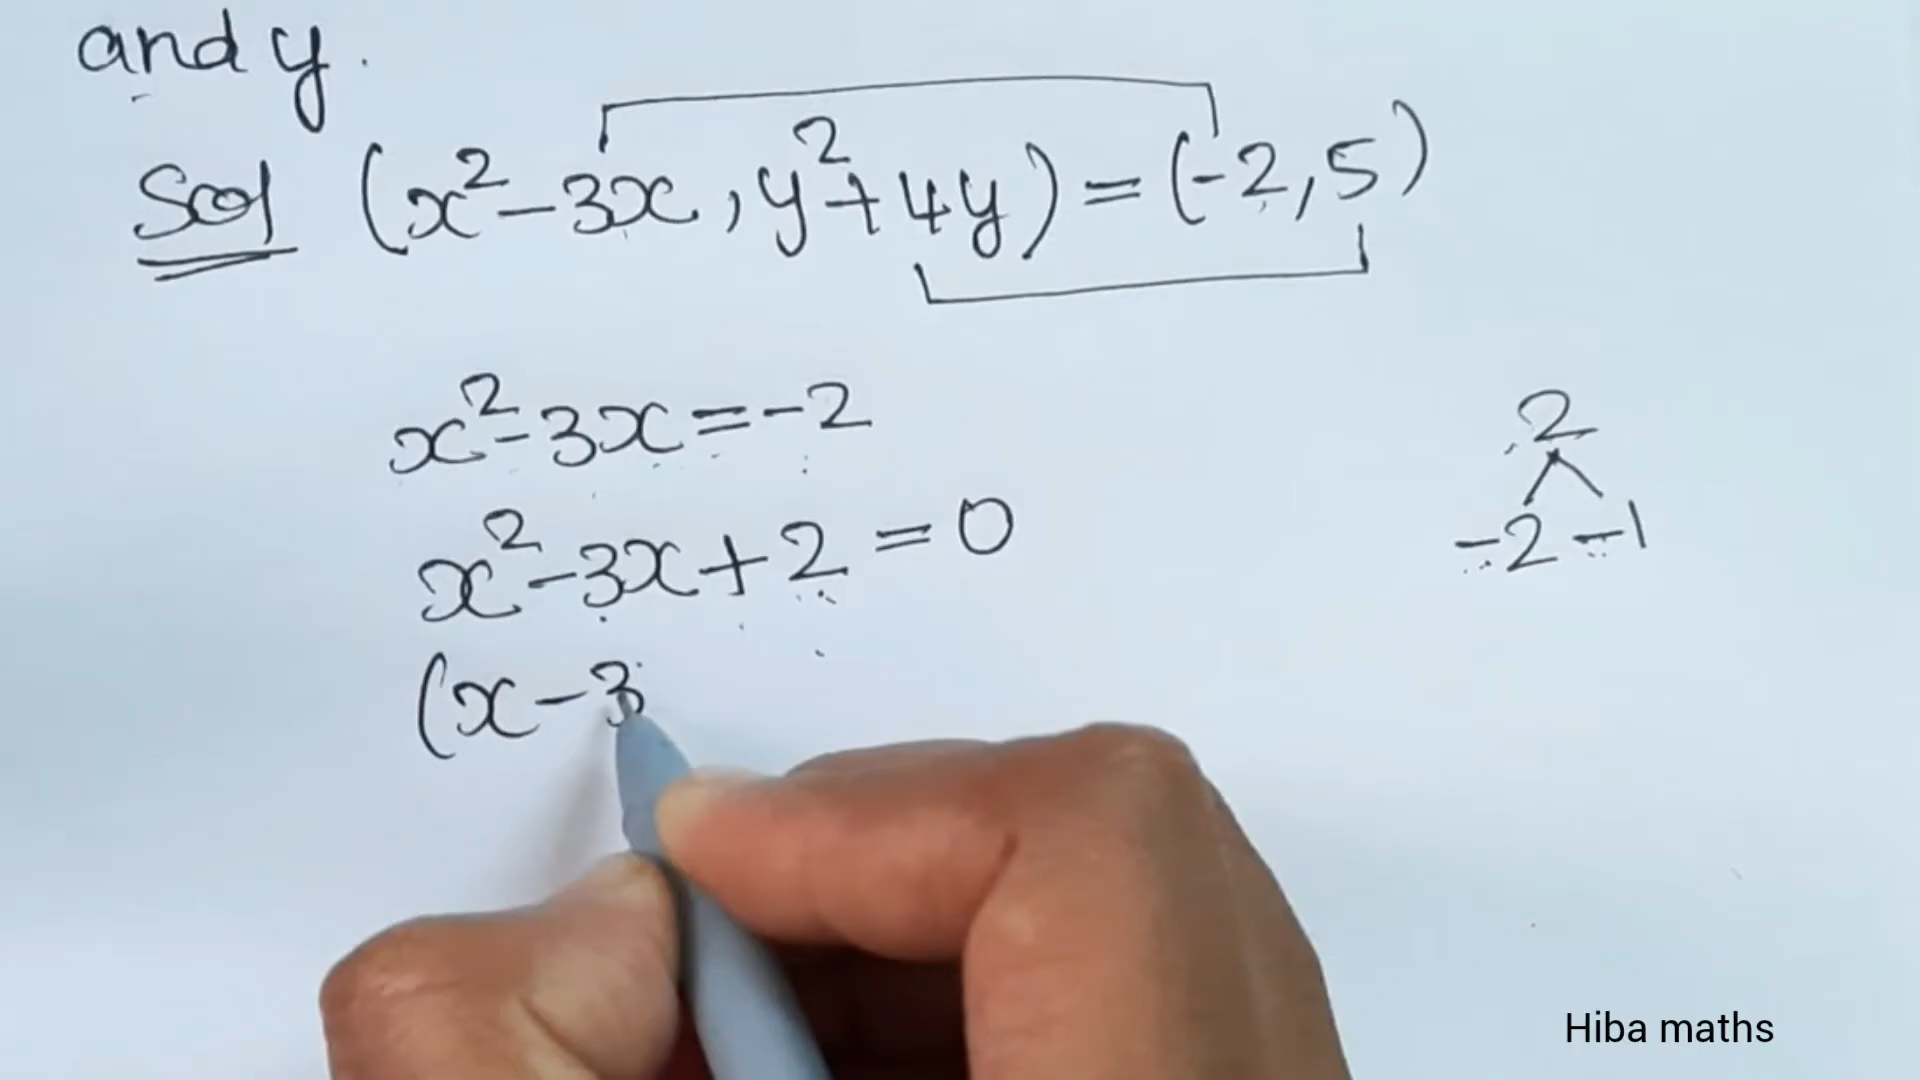 and y.
Sol (x²-3x, y²+4y) = (-2, 5)
x²-3x=-2
2
x²-3x+2=0
-2 -1
(x-3
Hiba maths